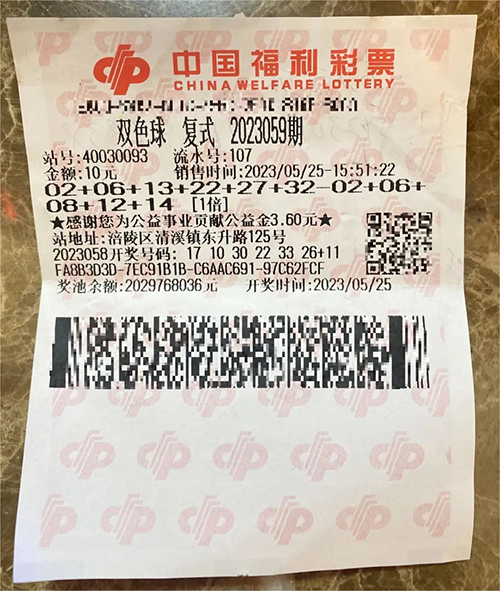 中国福利彩票
CHINA WELFARE LOTTERY
双色球 复式 2023059期
站号:40030093 流水号:107
金额:10元 销售时间:2023/05/25-15:51:22
02+06+13+22+27+32-02+06+
08+12+14 [1倍]
★感谢您为公益事业贡献公益金3.60元★
站地址:涪陵区清溪镇东升路125号
2023058开奖号码: 17 10 30 22 33 26+11
FA8B3D3D-7EC91B1B-C6AAC691-97C62FCF
奖池余额:2029768036元 开奖时间:2023/05/25